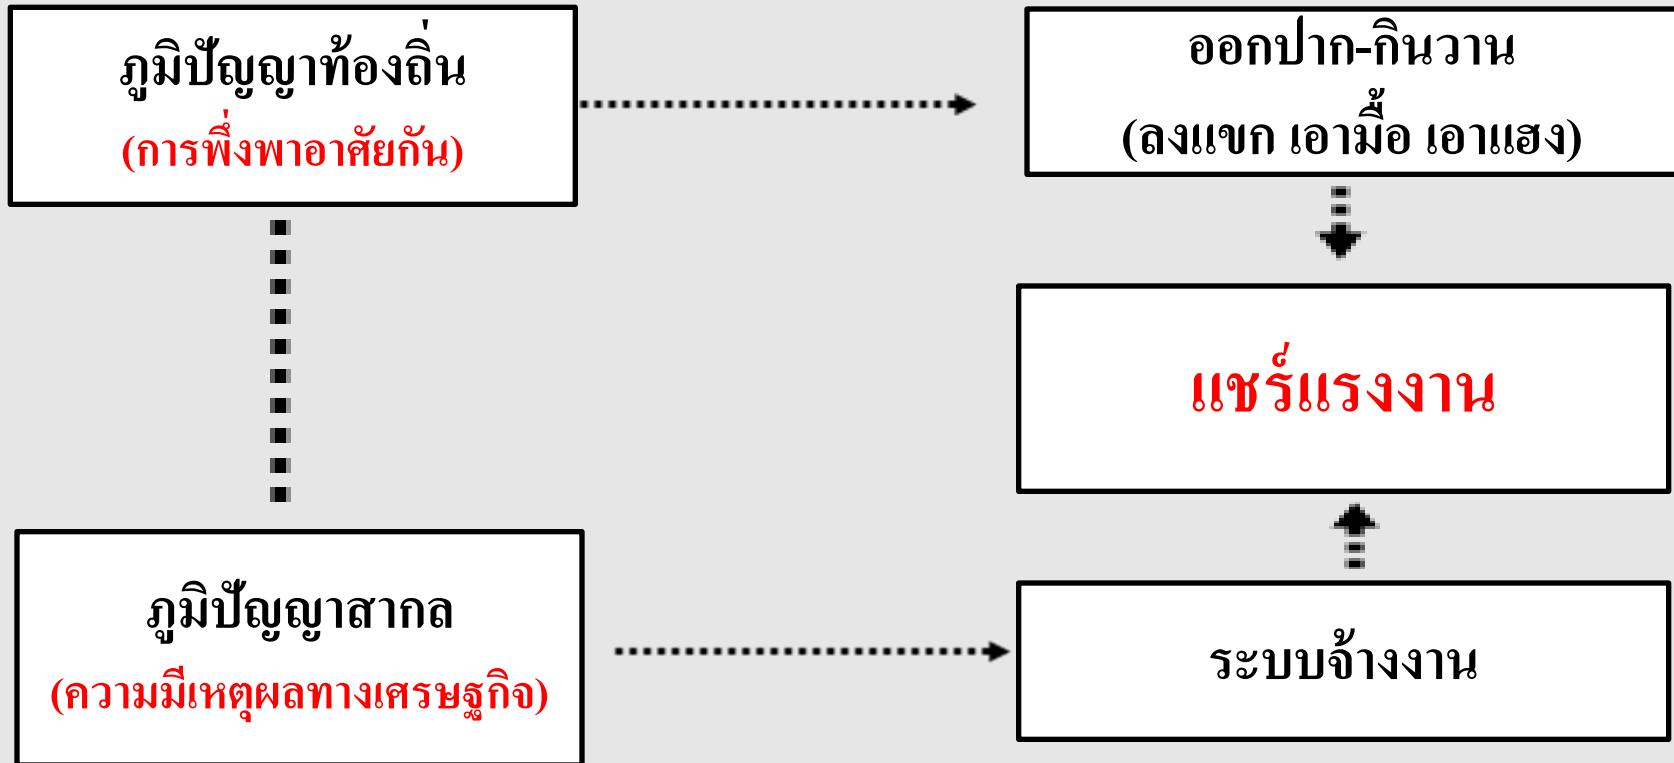 ภูมิปัญญาท้องถิ่น
(การพึ่งพาอาศัยกัน)
ออกปาก-กินวาน
(ลงแขก เอามื้อ เอาแฮง)
แชร์แรงงาน
ภูมิปัญญาสากล
(ความมีเหตุผลทางเศรษฐกิจ)
ระบบจ้างงาน